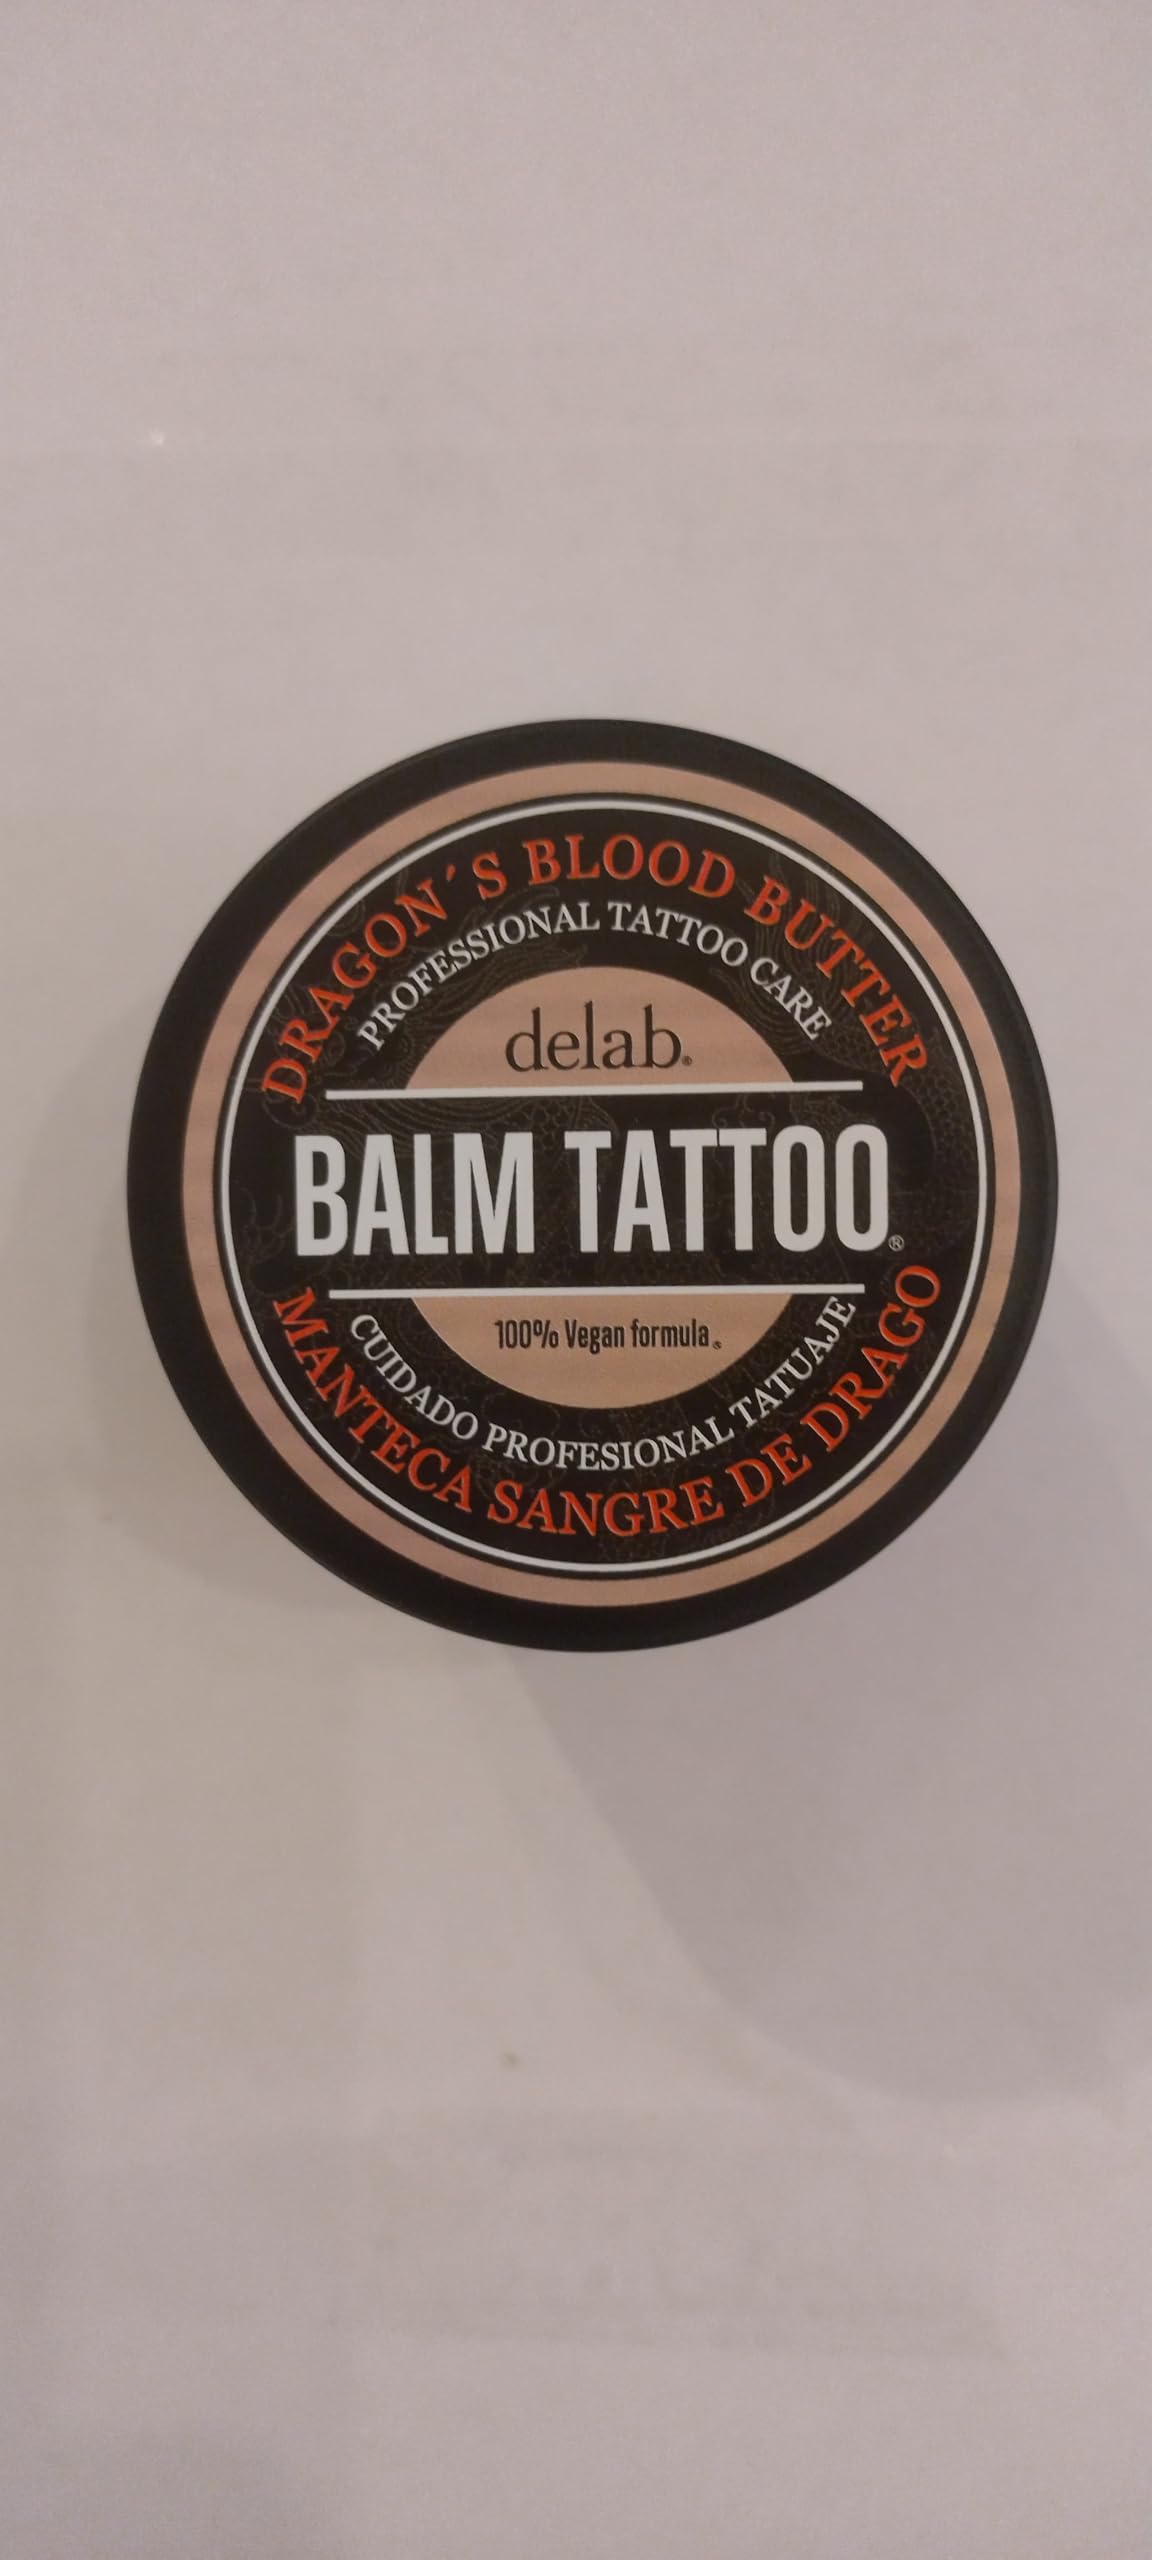 DRAGON´S BLOOD BUTTER
PROFESSIONAL TATTOO CARE
delab®
BALM TATTOO®
100% Vegan formula®
CUIDADO PROFESIONAL TATUAJE
MANTECA SANGRE DE DRAGO